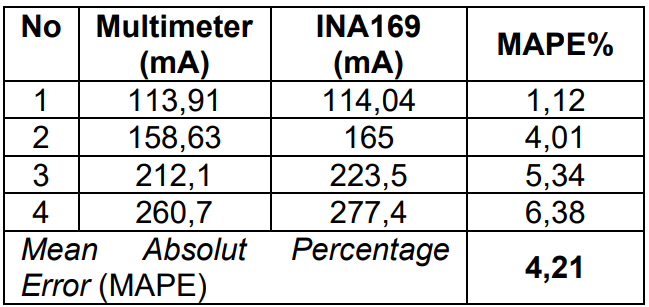 No Multimeter (mA) INA169 (mA) MAPE%
1 113,91 114,04 1,12
2 158,63 165 4,01
3 212,1 223,5 5,34
4 260,7 277,4 6,38
Mean Absolut Percentage
Error (MAPE) 4,21